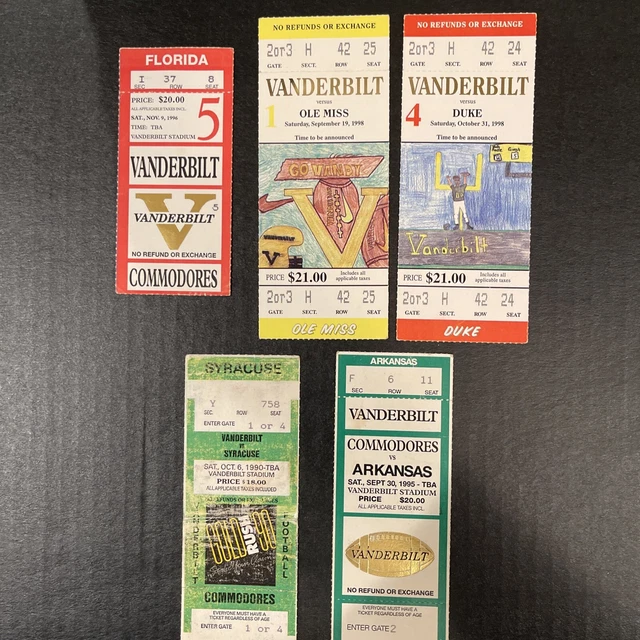 FLORIDA
I 37 8
SEC ROW SEAT
PRICE: $20.00
ALL APPLICABLE TAXES INCL.
SAT., NOV. 9, 1996
TIME: TBA
VANDERBILT STADIUM
5
VANDERBILT
V
VANDERBILT
5
NO REFUND OR EXCHANGE
COMMODORES
NO REFUNDS OR EXCHANGE
2or3 H 42 25
GATE SECT. ROW SEAT
VANDERBILT
versus
1
OLE MISS
Saturday, September 19, 1998
Time to be announced
GO VANDY
V
PRICE $21.00 Includes all
applicable taxes
2or3 H 42 25
GATE SECT. ROW SEAT
OLE MISS
NO REFUNDS OR EXCHANGE
2or3 H 42 24
GATE SECT. ROW SEAT
VANDERBILT
versus
4
DUKE
Saturday, October 31, 1998
Time to be announced
Vanderbilt
PRICE $21.00 Includes all
applicable taxes
2or3 H 42 24
GATE SECT. ROW SEAT
DUKE
SYRACUSE
Y 758
SEC. ROW SEAT
ENTER GATE 1 or 4
VANDERBILT
vs
SYRACUSE
SAT, OCT. 6, 1990-TBA
VANDERBILT STADIUM
PRICE $18.00
ALL APPLICABLE TAXES INCLUDED
VANDERBILT
GOLD RUSH 90
FOOTBALL
COMMODORES
EVERYONE MUST HAVE A
TICKET REGARDLESS OF AGE
ENTER GATE 1 or 4
ARKANSAS
F 6 11
SEC ROW SEAT
VANDERBILT
COMMODORES
VS
ARKANSAS
SAT., SEPT 30, 1995 - TBA
VANDERBILT STADIUM
PRICE $20.00
ALL APPLICABLE TAXES INCL.
VANDERBILT
NO REFUND OR EXCHANGE
EVERYONE MUST HAVE A
TICKET REGARDLESS OF AGE
ENTER GATE 2